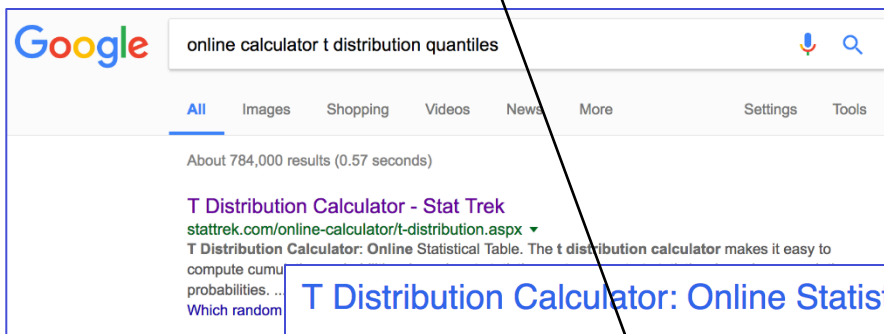 Google
online calculator t distribution quantiles
All Images Shopping Videos News More Settings Tools
About 784,000 results (0.57 seconds)
T Distribution Calculator - Stat Trek
stattrek.com/online-calculator/t-distribution.aspx
T Distribution Calculator: Online Statistical Table. The t distribution calculator makes it easy to
compute
probabilities. ...
Which random
T Distribution Calculator: Online